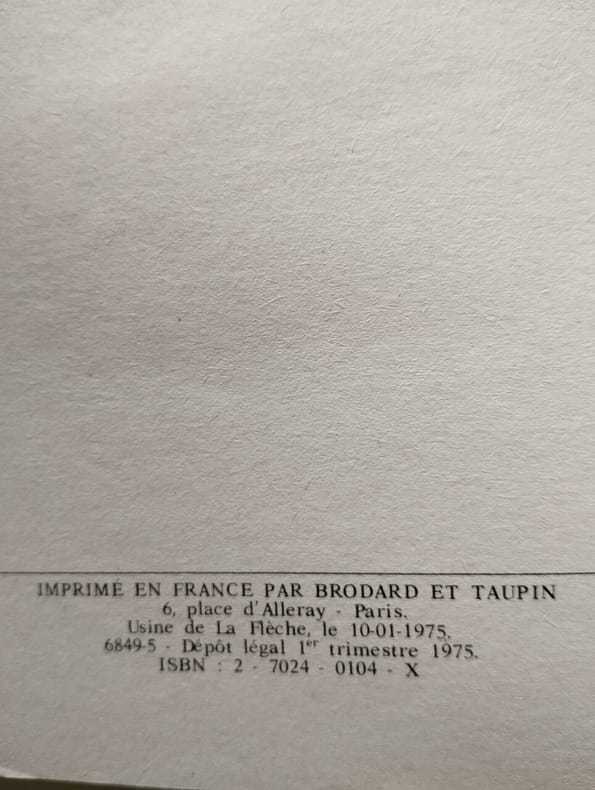 IMPRIMÉ EN FRANCE PAR BRODARD ET TAUPIN
6, place d'Alleray - Paris.
Usine de La Flèche, le 10-01-1975.
6849-5 - Dépôt légal 1er trimestre 1975.
ISBN : 2 - 7024 - 0104 - X